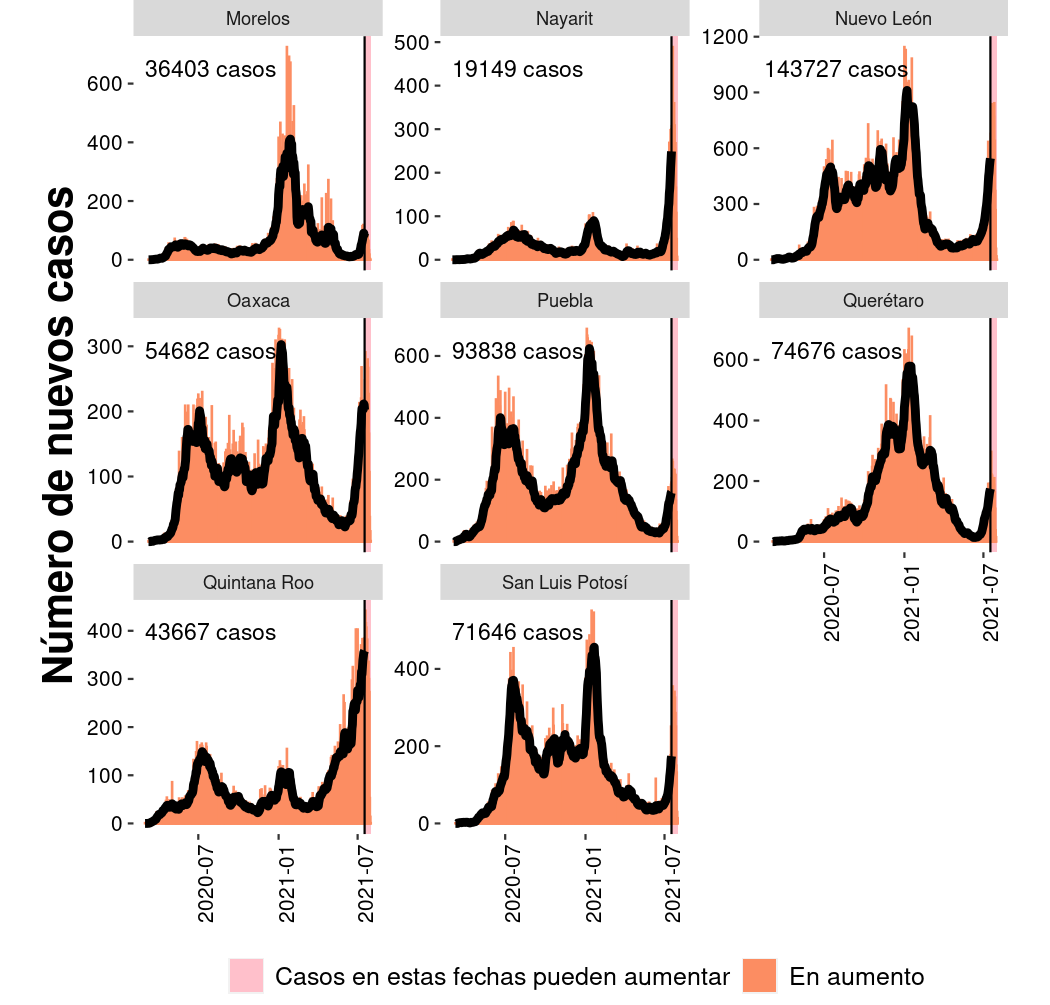 Número de nuevos casos
Morelos
Nayarit
Nuevo León
36403 casos
19149 casos
143727 casos
600
400
200
0
500
400
300
200
100
0
1200
900
600
300
0
Oaxaca
Puebla
Querétaro
54682 casos
93838 casos
74676 casos
300
200
100
0
600
400
200
0
600
400
200
0
2020-07
2021-01
2021-07
Quintana Roo
San Luis Potosí
43667 casos
71646 casos
400
300
200
100
0
400
200
0
2020-07
2021-01
2021-07
2020-07
2021-01
2021-07
Casos en estas fechas pueden aumentar
En aumento